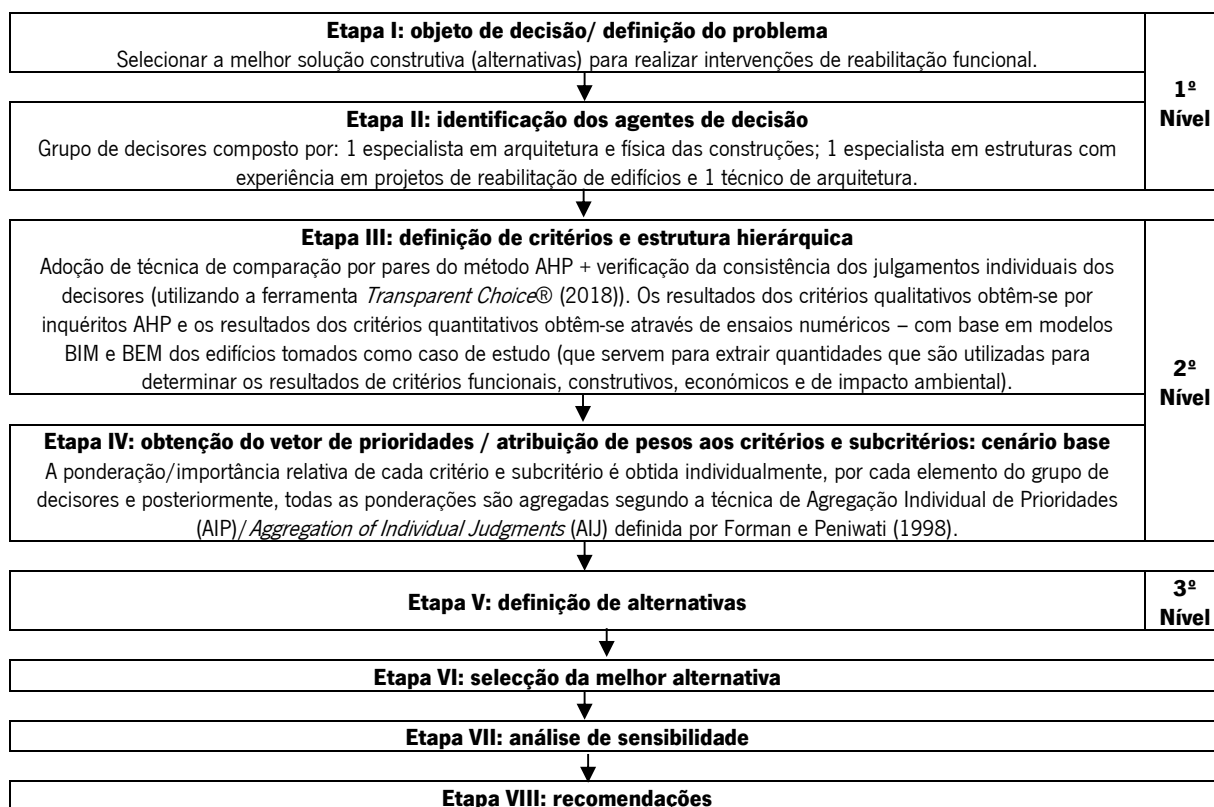 Etapa I: objeto de decisão/ definição do problema
Selecionar a melhor solução construtiva (alternativas) para realizar intervenções de reabilitação funcional.
1º
Nível
Etapa II: identificação dos agentes de decisão
Grupo de decisores composto por: 1 especialista em arquitetura e física das construções; 1 especialista em estruturas com
experiência em projetos de reabilitação de edifícios e 1 técnico de arquitetura.
Etapa III: definição de critérios e estrutura hierárquica
Adoção de técnica de comparação por pares do método AHP + verificação da consistência dos julgamentos individuais dos
decisores (utilizando a ferramenta Transparent Choice® (2018)). Os resultados dos critérios qualitativos obtêm-se por
inquéritos AHP e os resultados dos critérios quantitativos obtêm-se através de ensaios numéricos – com base em modelos
BIM e BEM dos edifícios tomados como caso de estudo (que servem para extrair quantidades que são utilizadas para
determinar os resultados de critérios funcionais, construtivos, económicos e de impacto ambiental).
2º
Nível
Etapa IV: obtenção do vetor de prioridades / atribuição de pesos aos critérios e subcritérios: cenário base
A ponderação/importância relativa de cada critério e subcritério é obtida individualmente, por cada elemento do grupo de
decisores e posteriormente, todas as ponderações são agregadas segundo a técnica de Agregação Individual de Prioridades
(AIP)/Aggregation of Individual Judgments (AIJ) definida por Forman e Peniwati (1998).
Etapa V: definição de alternativas
3º
Nível
Etapa VI: selecção da melhor alternativa
Etapa VII: análise de sensibilidade
Etapa VIII: recomendações